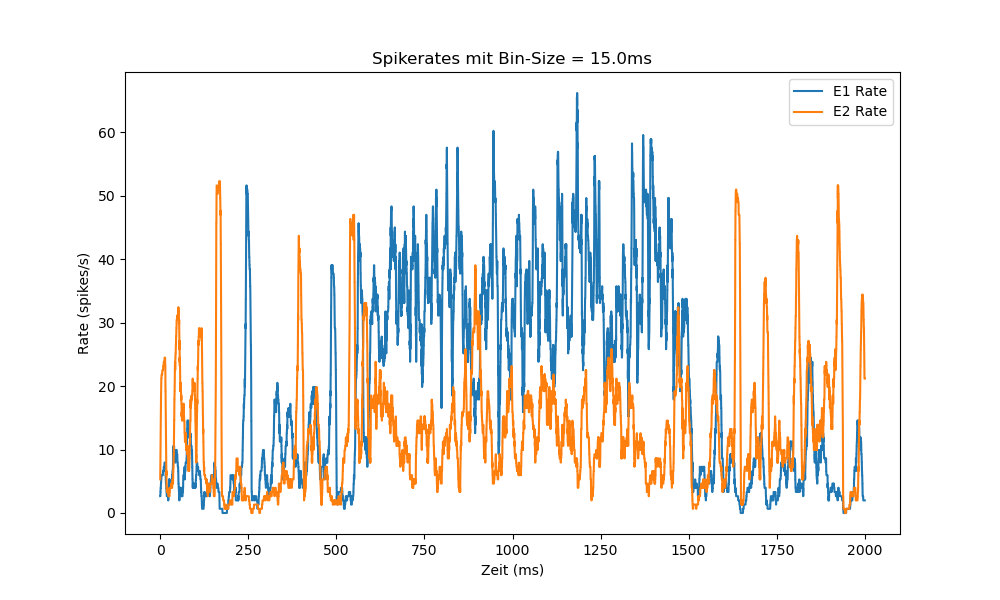 Spikerates mit Bin-Size = 15.0ms
E1 Rate
E2 Rate
Rate (spikes/s)
60
50
40
30
20
10
0
0 250 500 750 1000 1250 1500 1750 2000
Zeit (ms)